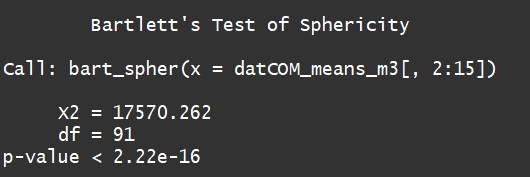 Bartlett's Test of Sphericity
Call: bart_spher(x = datCOM_means_m3[, 2:15])
X2 = 17570.262
df = 91
p-value < 2.22e-16